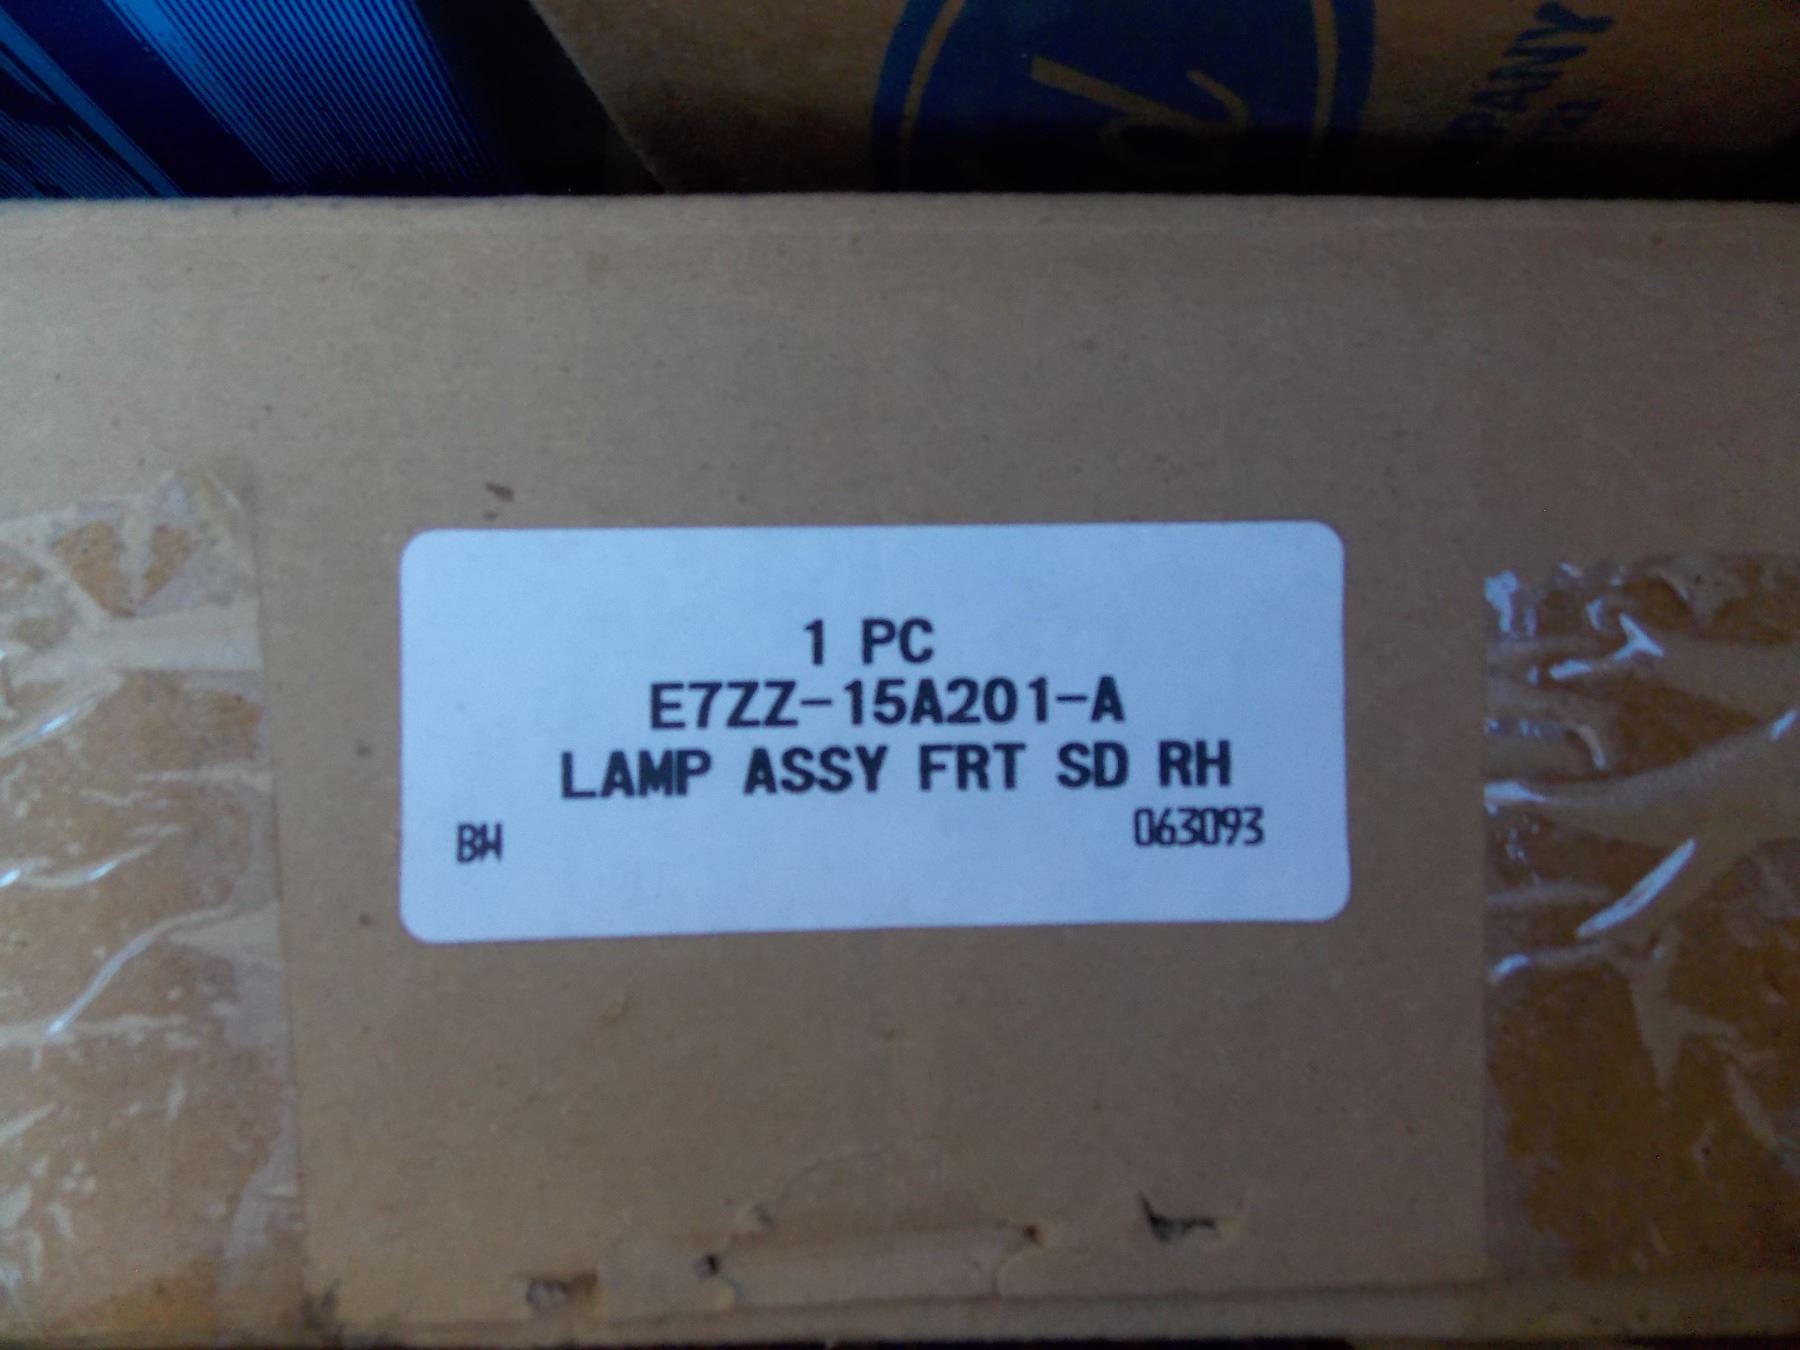 1 PC
E7ZZ-15A201-A
LAMP ASSY FRT SD RH
BW
063093